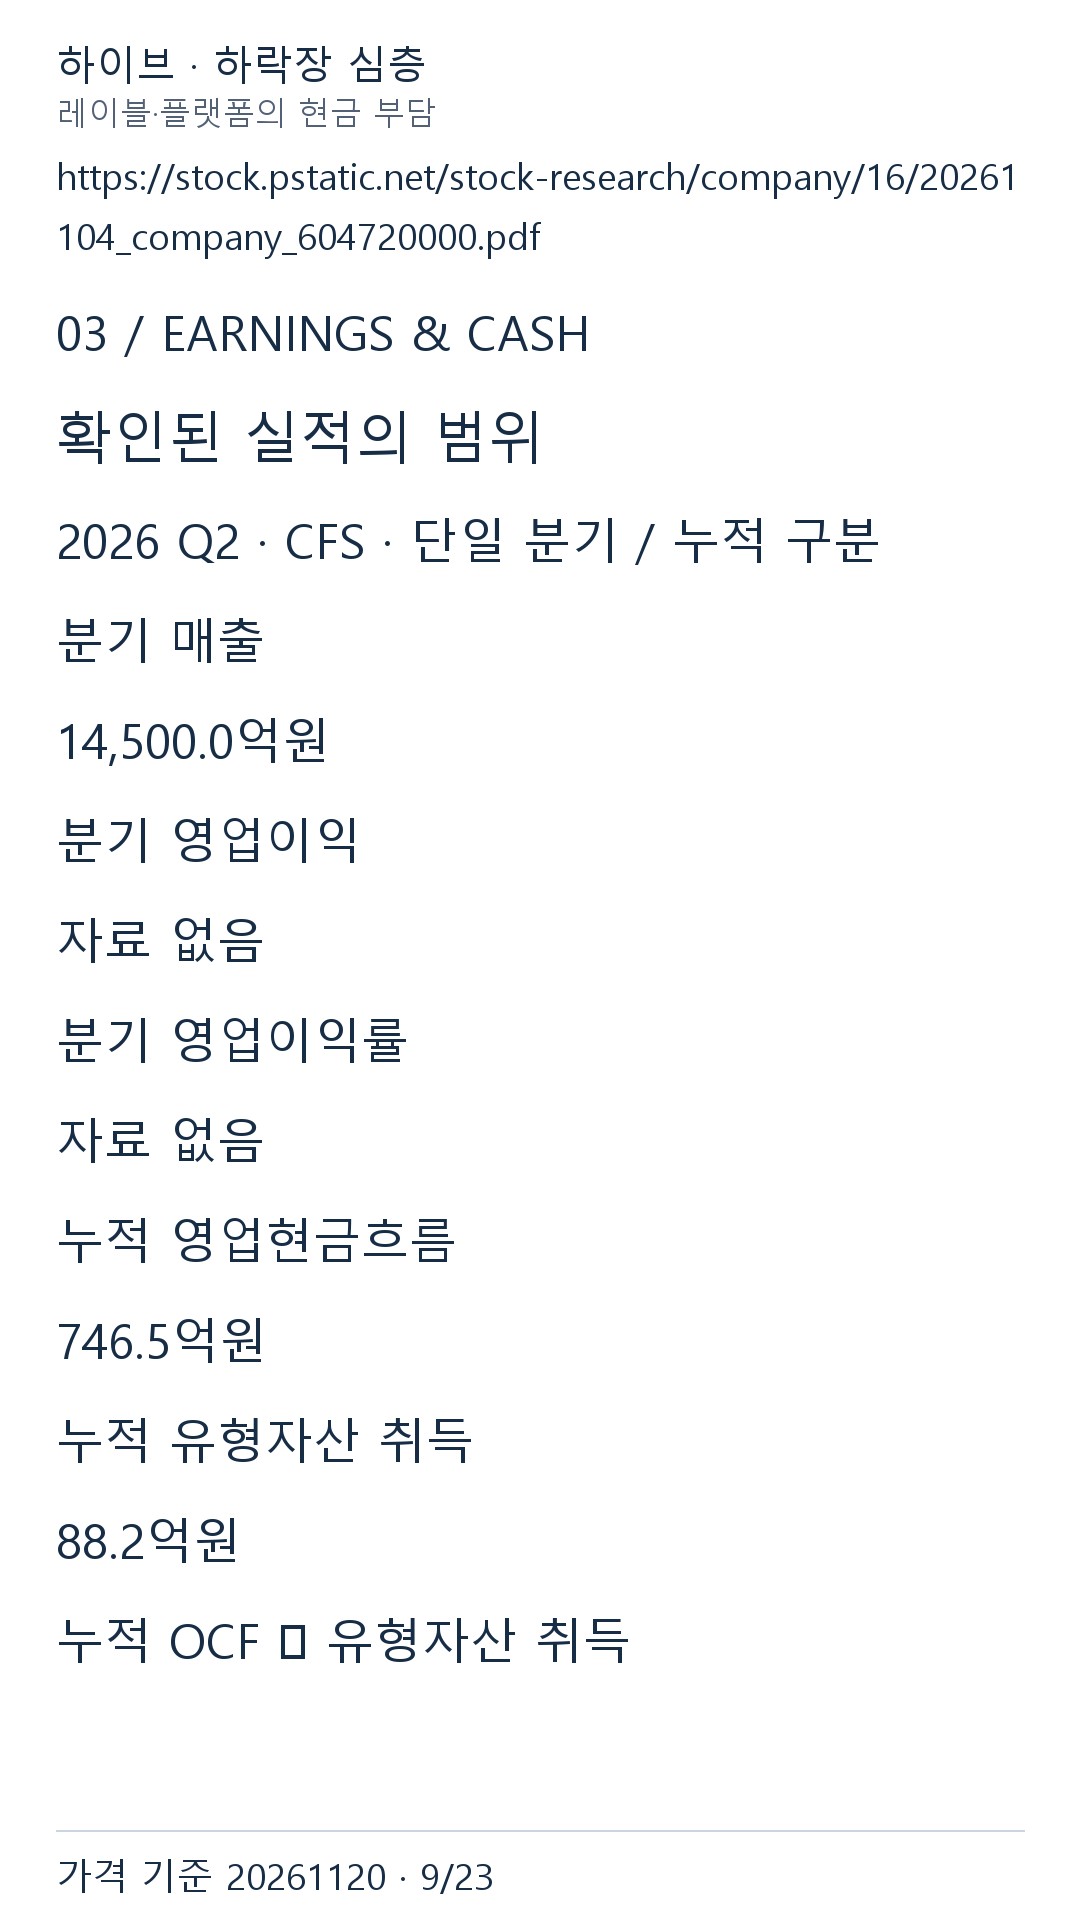 하이브 · 하락장 심층
레이블·플랫폼의 현금 부담
https://stock.pstatic.net/stock-research/company/16/20261
104_company_604720000.pdf
03 / EARNINGS & CASH
확인된 실적의 범위
2026 Q2 · CFS · 단일 분기 / 누적 구분
분기 매출
14,500.0억원
분기 영업이익
자료 없음
분기 영업이익률
자료 없음
누적 영업현금흐름
746.5억원
누적 유형자산 취득
88.2억원
누적 OCF 유형자산 취득
가격 기준 20261120 · 9/23